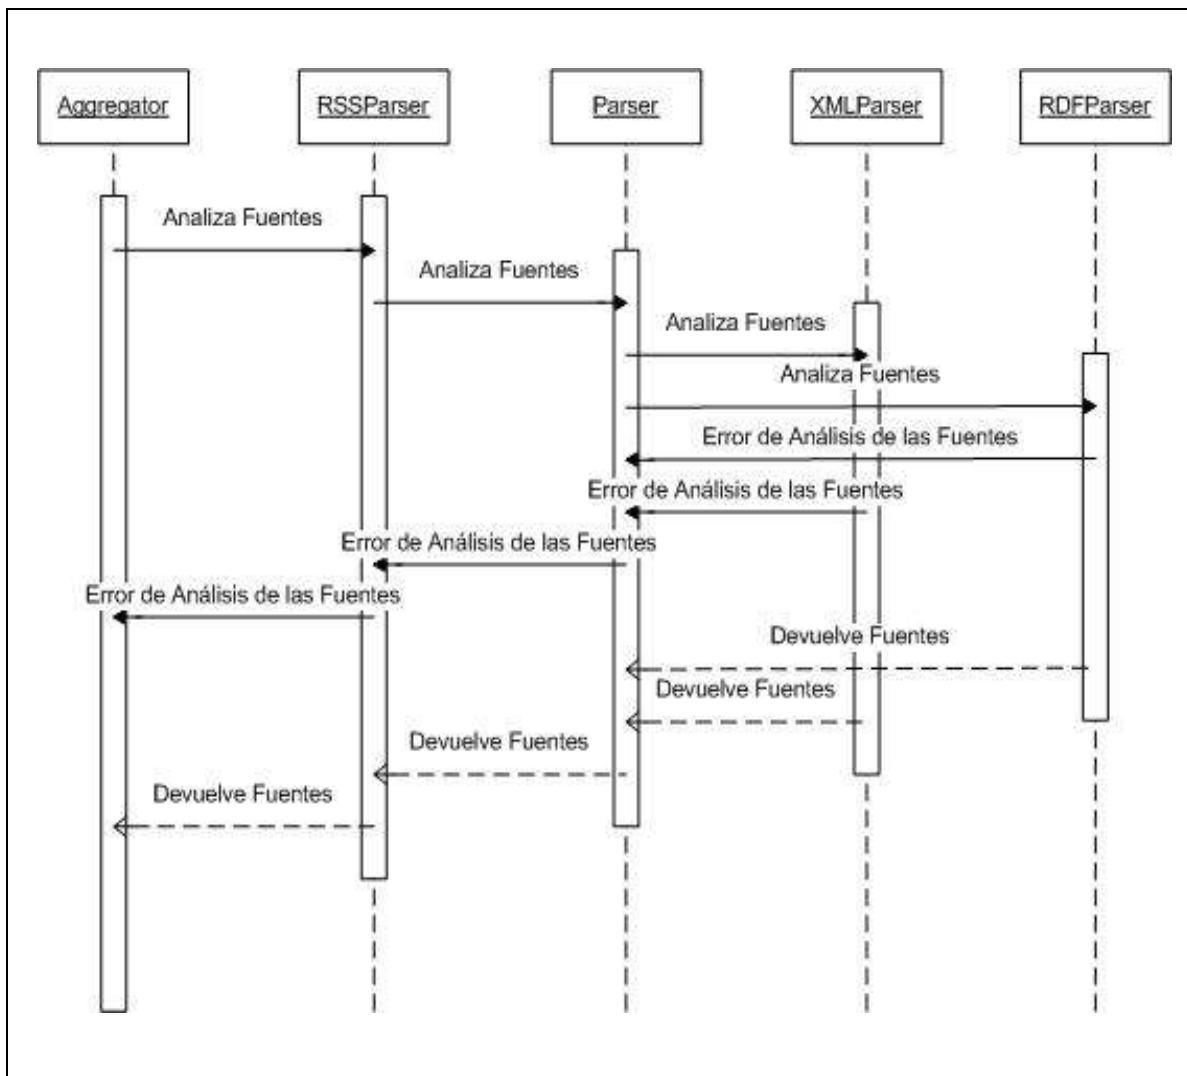 Aggregator
RSSParser
Parser
XMLParser
RDFParser
Analiza Fuentes
Analiza Fuentes
Analiza Fuentes
Analiza Fuentes
Error de Análisis de las Fuentes
Error de Análisis de las Fuentes
Error de Análisis de las Fuentes
Error de Análisis de las Fuentes
Devuelve Fuentes
Devuelve Fuentes
Devuelve Fuentes
Devuelve Fuentes